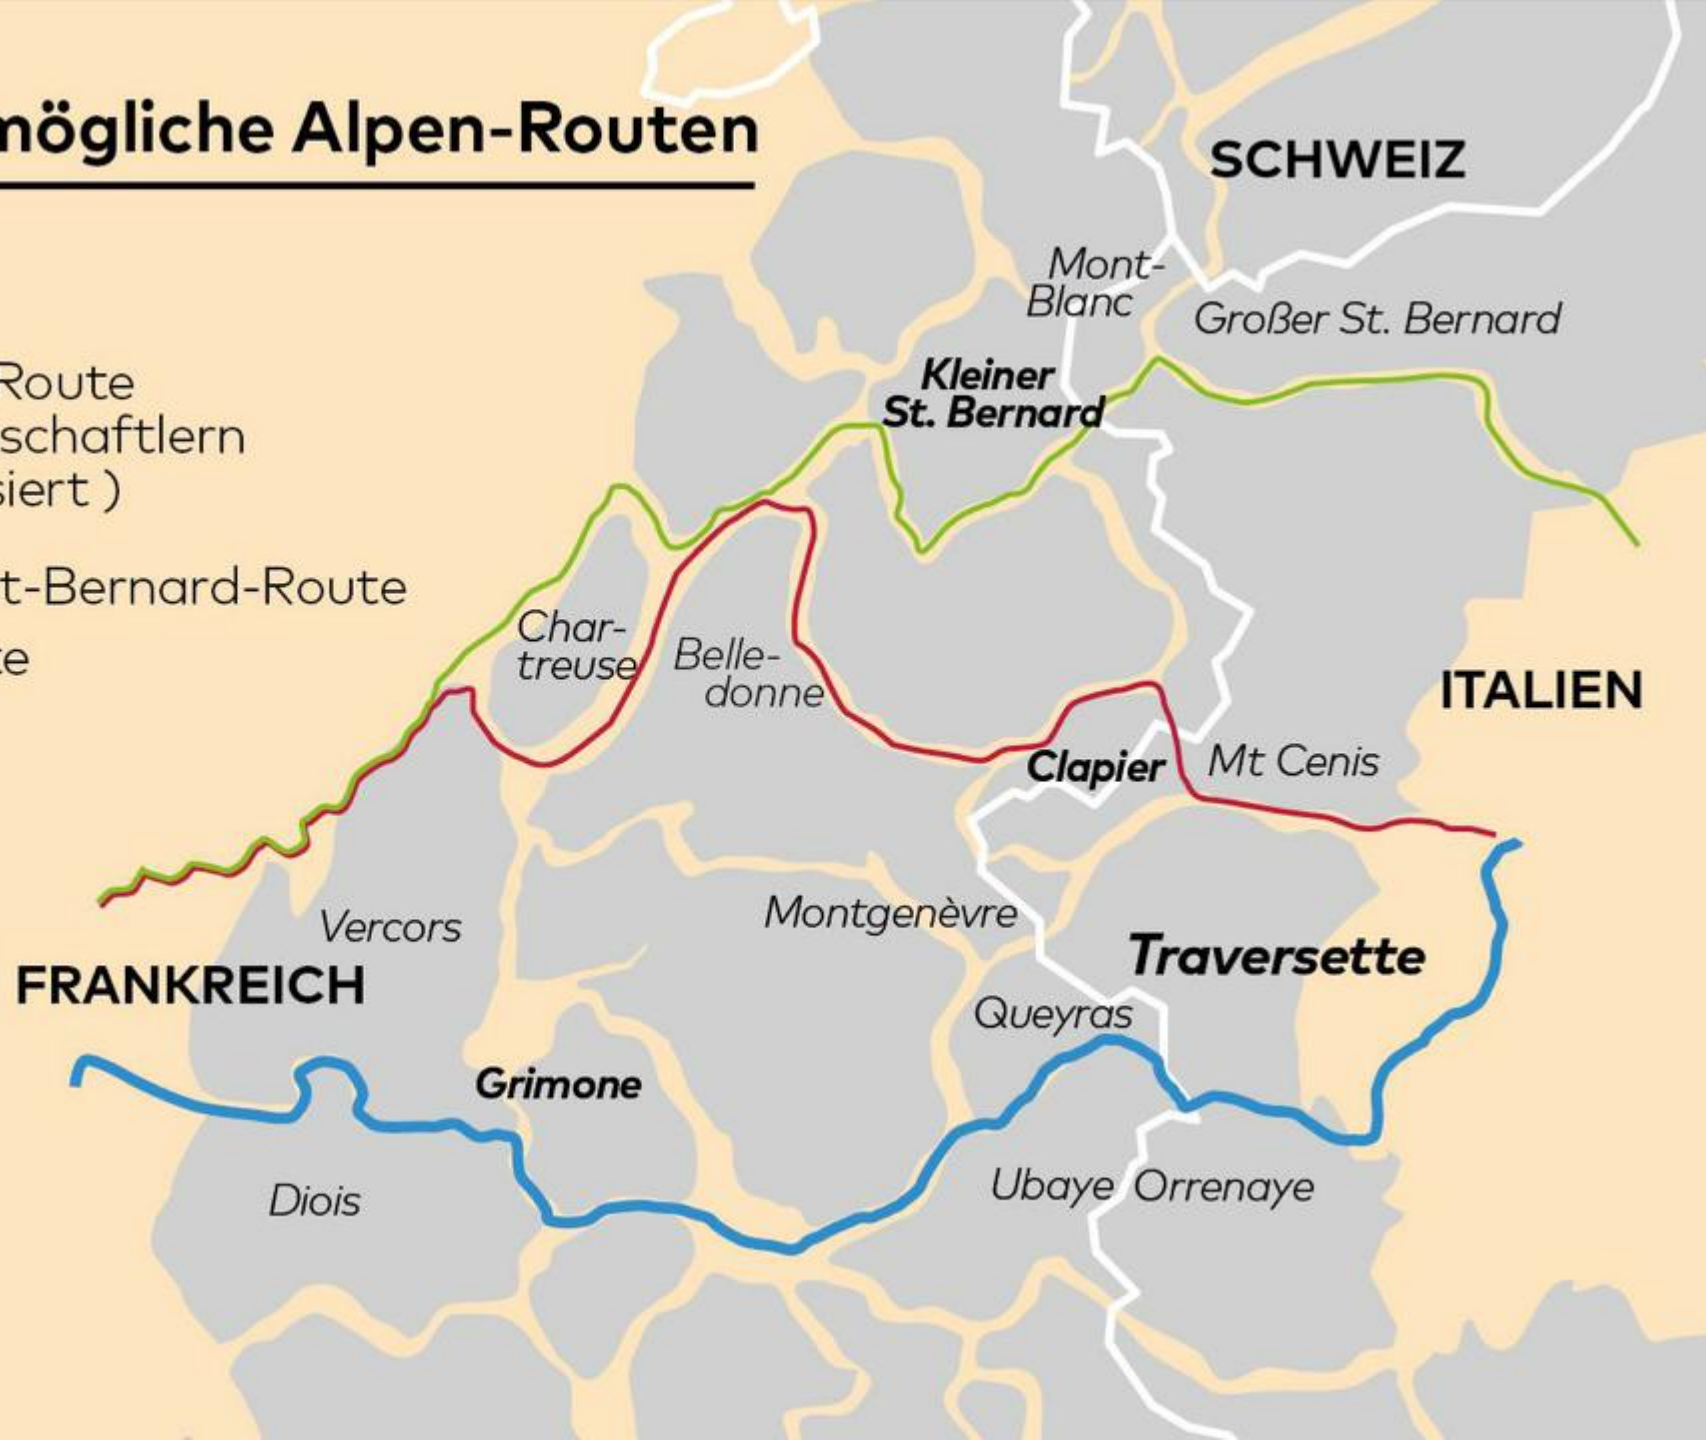 mögliche Alpen-Routen
SCHWEIZ
Mont-
Blanc
Großer St. Bernard
Kleiner
St. Bernard
Route
schaftlern
siert )
t-Bernard-Route
te
Char-
treuse
Belle-
donne
ITALIEN
Clapier
Mt Cenis
Vercors
Montgenèvre
Traversette
FRANKREICH
Queyras
Grimone
Diois
Ubaye
Orrenaye